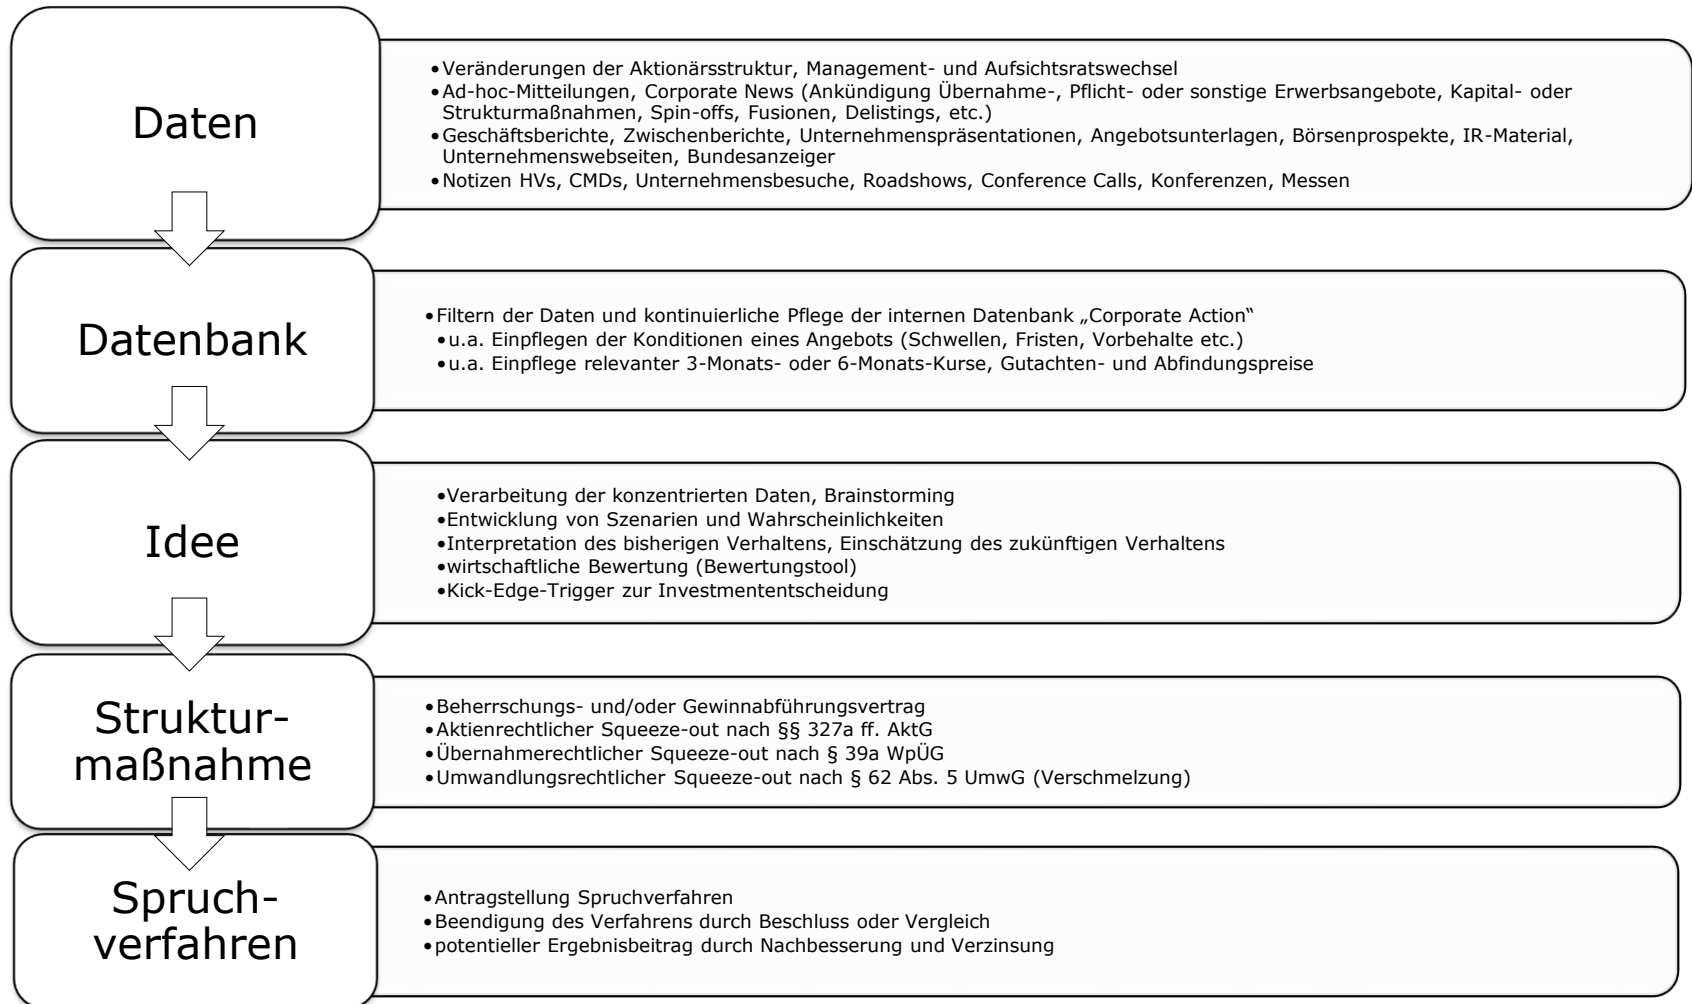 Daten
•Veränderungen der Aktionärsstruktur, Management- und Aufsichtsratswechsel
•Ad-hoc-Mitteilungen, Corporate News (Ankündigung Übernahme-, Pflicht- oder sonstige Erwerbsangebote, Kapital- oder
Strukturmaßnahmen, Spin-offs, Fusionen, Delistings, etc.)
•Geschäftsberichte, Zwischenberichte, Unternehmenspräsentationen, Angebotsunterlagen, Börsenprospekte, IR-Material,
Unternehmenswebseiten, Bundesanzeiger
•Notizen HVs, CMDs, Unternehmensbesuche, Roadshows, Conference Calls, Konferenzen, Messen
Datenbank
•Filtern der Daten und kontinuierliche Pflege der internen Datenbank „Corporate Action“
•u.a. Einpflegen der Konditionen eines Angebots (Schwellen, Fristen, Vorbehalte etc.)
•u.a. Einpflege relevanter 3-Monats- oder 6-Monats-Kurse, Gutachten- und Abfindungspreise
Idee
•Verarbeitung der konzentrierten Daten, Brainstorming
•Entwicklung von Szenarien und Wahrscheinlichkeiten
•Interpretation des bisherigen Verhaltens, Einschätzung des zukünftigen Verhaltens
•wirtschaftliche Bewertung (Bewertungstool)
•Kick-Edge-Trigger zur Investmententscheidung
Struktur-
maßnahme
•Beherrschungs- und/oder Gewinnabführungsvertrag
•Aktienrechtlicher Squeeze-out nach §§ 327a ff. AktG
•Übernahmerechtlicher Squeeze-out nach § 39a WpÜG
•Umwandlungsrechtlicher Squeeze-out nach § 62 Abs. 5 UmwG (Verschmelzung)
Spruch-
verfahren
•Antragstellung Spruchverfahren
•Beendigung des Verfahrens durch Beschluss oder Vergleich
•potentieller Ergebnisbeitrag durch Nachbesserung und Verzinsung